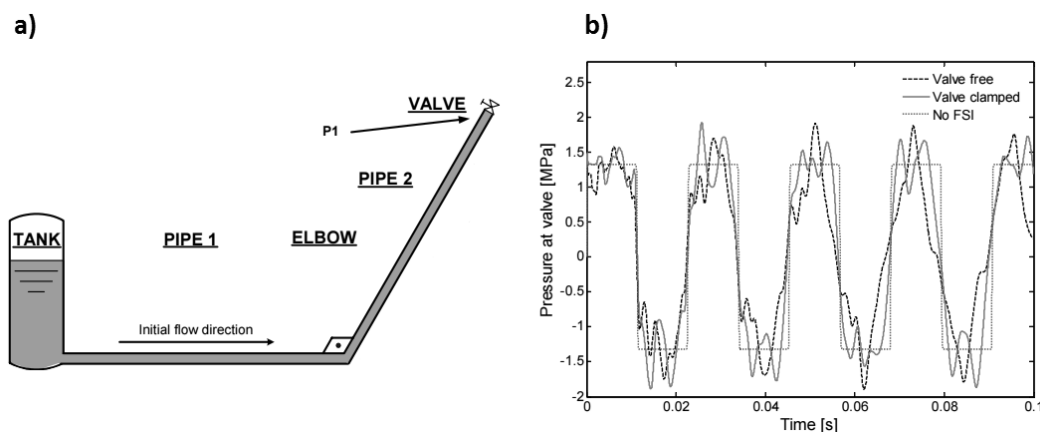 a)
VALVE
P1
PIPE 2
TANK
PIPE 1
ELBOW
Initial flow direction
b)
Pressure at valve [MPa]
2.5
2
1.5
1
0.5
0
-0.5
-1
-1.5
-2
Valve free
Valve clamped
No FSI
0
0.02
0.04
0.06
0.08
0.1
Time [s]